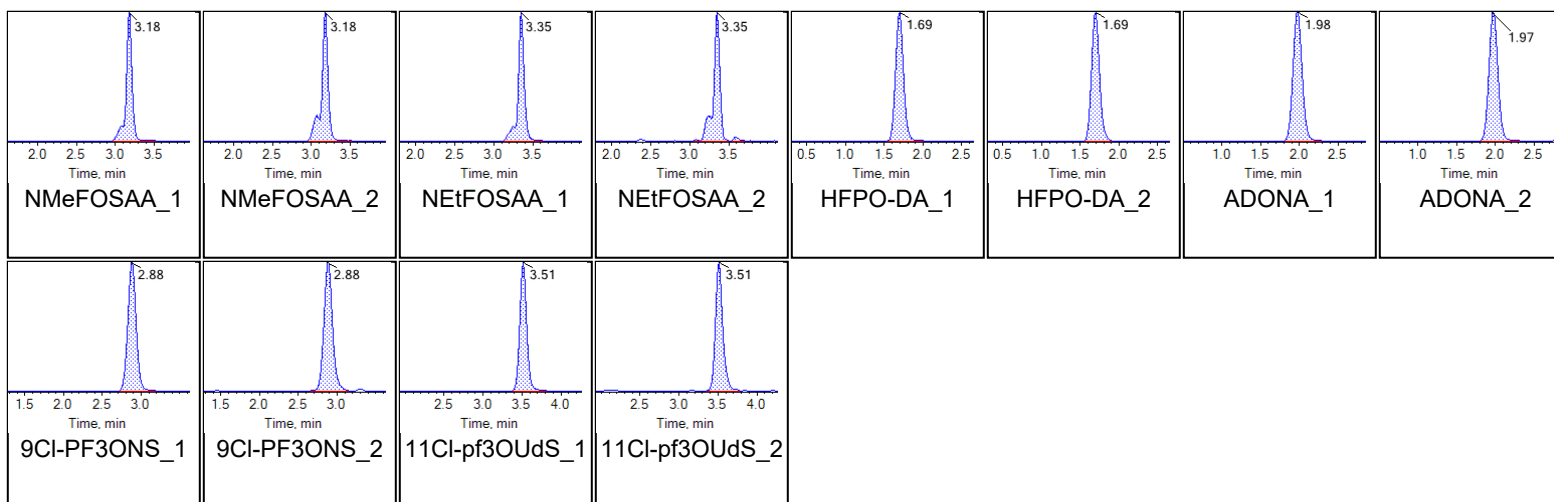 3.18
2.0 2.5 3.0 3.5
Time, min
NMeFOSAA_1
3.18
2.0 2.5 3.0 3.5
Time, min
NMeFOSAA_2
3.35
2.0 2.5 3.0 3.5
Time, min
NEtFOSAA_1
3.35
2.0 2.5 3.0 3.5
Time, min
NEtFOSAA_2
1.69
0.5 1.0 1.5 2.0 2.5
Time, min
HFPO-DA_1
1.69
0.5 1.0 1.5 2.0 2.5
Time, min
HFPO-DA_2
1.98
1.0 1.5 2.0 2.5
Time, min
ADONA_1
1.97
1.0 1.5 2.0 2.5
Time, min
ADONA_2
2.88
1.5 2.0 2.5 3.0
Time, min
9Cl-PF3ONS_1
2.88
1.5 2.0 2.5 3.0
Time, min
9Cl-PF3ONS_2
3.51
2.5 3.0 3.5 4.0
Time, min
11Cl-pf3OUdS_1
3.51
2.5 3.0 3.5 4.0
Time, min
11Cl-pf3OUdS_2